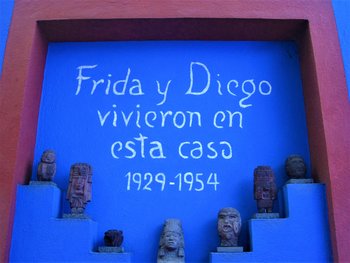 Frida y Diego
vivieron en
esta casa
1929-1954